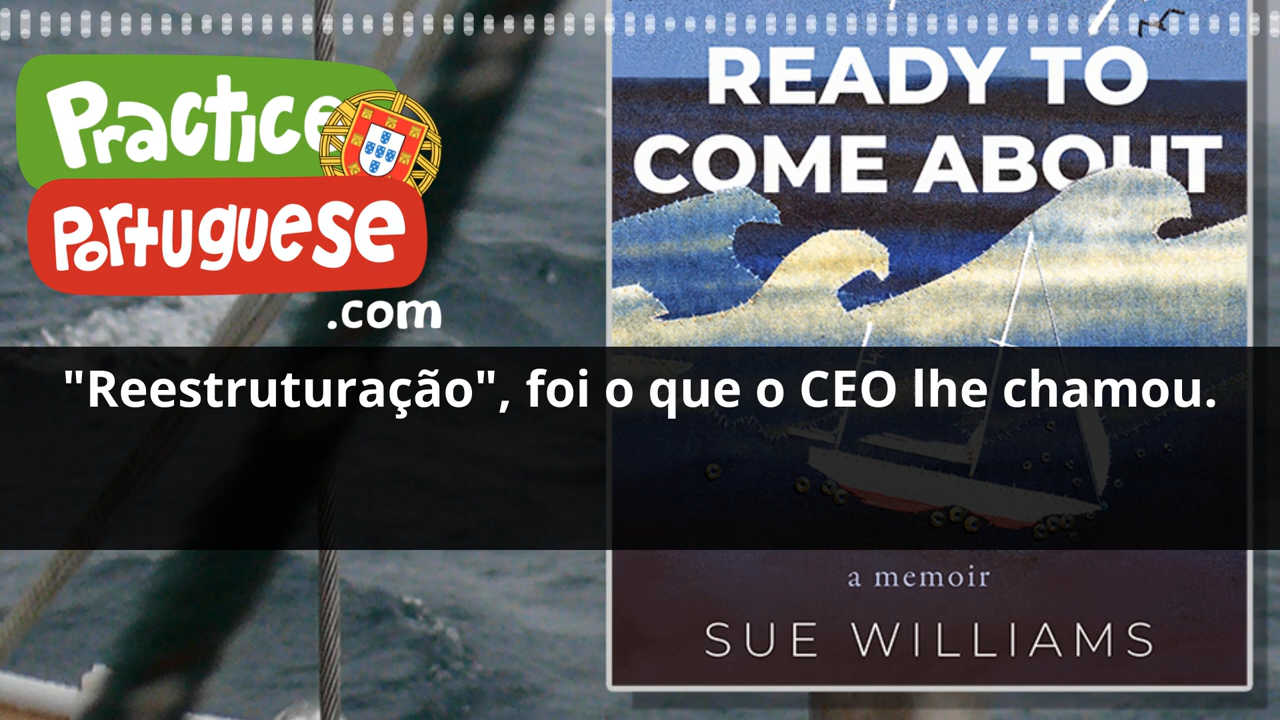 Practice
Portuguese
.com
READY TO
COME ABOUT
"Reestruturação", foi o que o CEO lhe chamou.
a memoir
SUE WILLIAMS